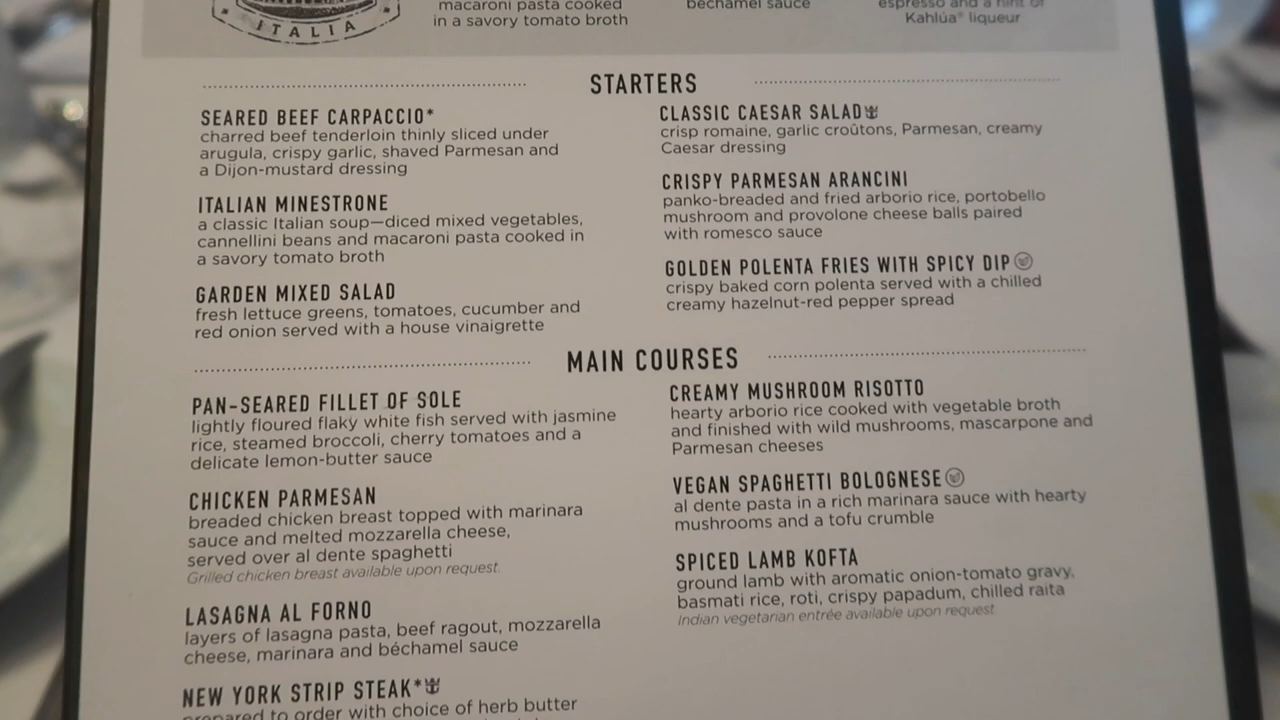 ITALIA
macaroni pasta cooked
in a savory tomato broth
béchamel sauce
espresso and a hint of
Kahlúa® liqueur
STARTERS
SEARED BEEF CARPACCIO*
charred beef tenderloin thinly sliced under
arugula, crispy garlic, shaved Parmesan and
a Dijon-mustard dressing
ITALIAN MINESTRONE
a classic Italian soup—diced mixed vegetables,
cannellini beans and macaroni pasta cooked in
a savory tomato broth
GARDEN MIXED SALAD
fresh lettuce greens, tomatoes, cucumber and
red onion served with a house vinaigrette
CLASSIC CAESAR SALAD
crisp romaine, garlic croûtons, Parmesan, creamy
Caesar dressing
CRISPY PARMESAN ARANCINI
panko-breaded and fried arborio rice, portobello
mushroom and provolone cheese balls paired
with romesco sauce
GOLDEN POLENTA FRIES WITH SPICY DIP
crispy baked corn polenta served with a chilled
creamy hazelnut-red pepper spread
MAIN COURSES
PAN-SEARED FILLET OF SOLE
lightly floured flaky white fish served with jasmine
rice, steamed broccoli, cherry tomatoes and a
delicate lemon-butter sauce
CHICKEN PARMESAN
breaded chicken breast topped with marinara
sauce and melted mozzarella cheese,
served over al dente spaghetti
Grilled chicken breast available upon request.
LASAGNA AL FORNO
layers of lasagna pasta, beef ragout, mozzarella
cheese, marinara and béchamel sauce
NEW YORK STRIP STEAK*
prepared to order with choice of herb butter
CREAMY MUSHROOM RISOTTO
hearty arborio rice cooked with vegetable broth
and finished with wild mushrooms, mascarpone and
Parmesan cheeses
VEGAN SPAGHETTI BOLOGNESE
al dente pasta in a rich marinara sauce with hearty
mushrooms and a tofu crumble
SPICED LAMB KOFTA
ground lamb with aromatic onion-tomato gravy,
basmati rice, roti, crispy papadum, chilled raita
Indian vegetarian entrée available upon request